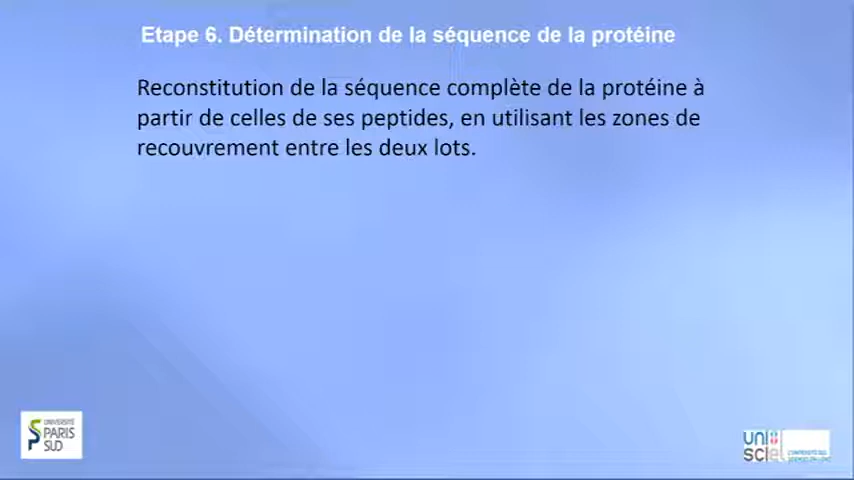 Etape 6. Détermination de la séquence de la protéine
Reconstitution de la séquence complète de la protéine à
partir de celles de ses peptides, en utilisant les zones de
recouvrement entre les deux lots.
UNIVERSITÉ
PARIS
SUD
uni
sciel